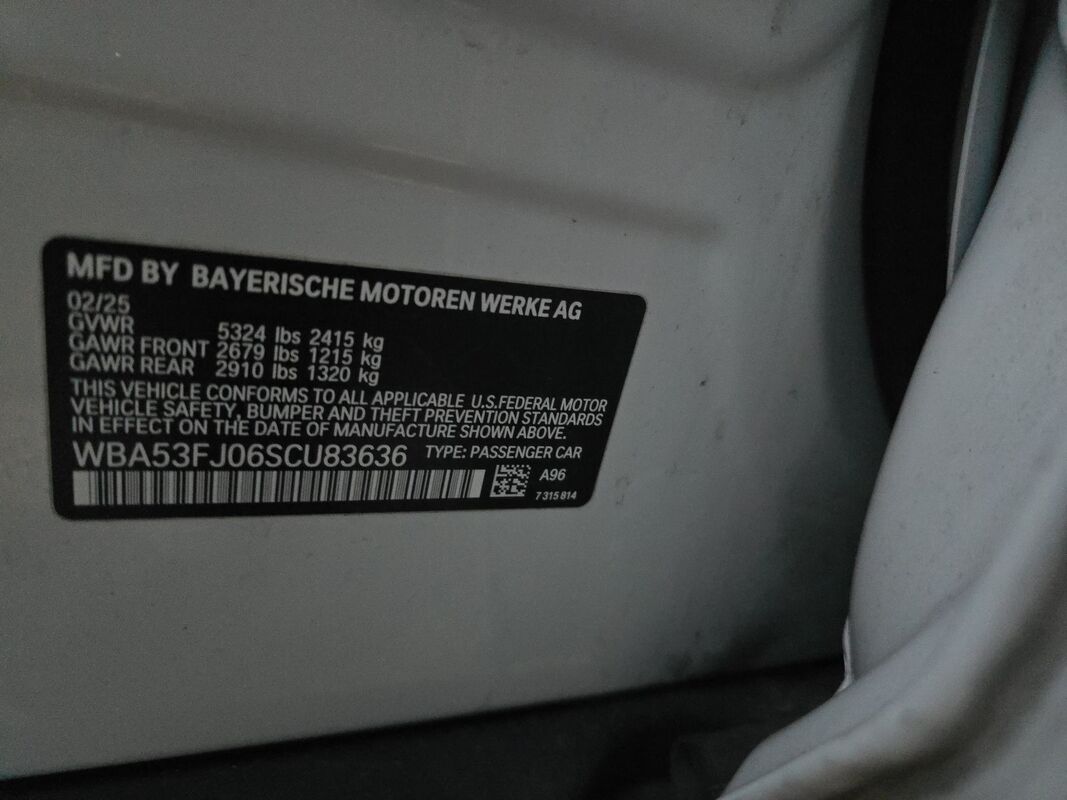 MFD BY BAYERISCHE MOTOREN WERKE AG
02/25
GVWR 5324 lbs 2415 kg
GAWR FRONT 2679 lbs 1215 kg
GAWR REAR 2910 lbs 1320 kg
THIS VEHICLE CONFORMS TO ALL APPLICABLE U.S.FEDERAL MOTOR
VEHICLE SAFETY, BUMPER AND THEFT PREVENTION STANDARDS
IN EFFECT ON THE DATE OF MANUFACTURE SHOWN ABOVE.
WBA53FJ06SCU83636 TYPE: PASSENGER CAR
A96
7 315 814